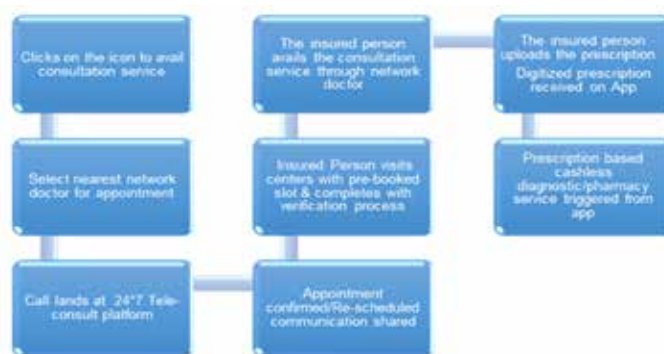 Clicks on the icon to avail
consultation service
Select nearest network
doctor for appointment
Call lands at 24*7 Tele-
consult platform
Appointment
confirmed/Re-scheduled
communication shared
Insured Person visits
centers with pre-booked
slot & completes with
verification process
The insured person
avails the consultation
service through network
doctor
The insured person
uploads the prescription
Digitized prescription
received on App
Prescription based
cashless
diagnostic/pharmacy
service triggered from
app